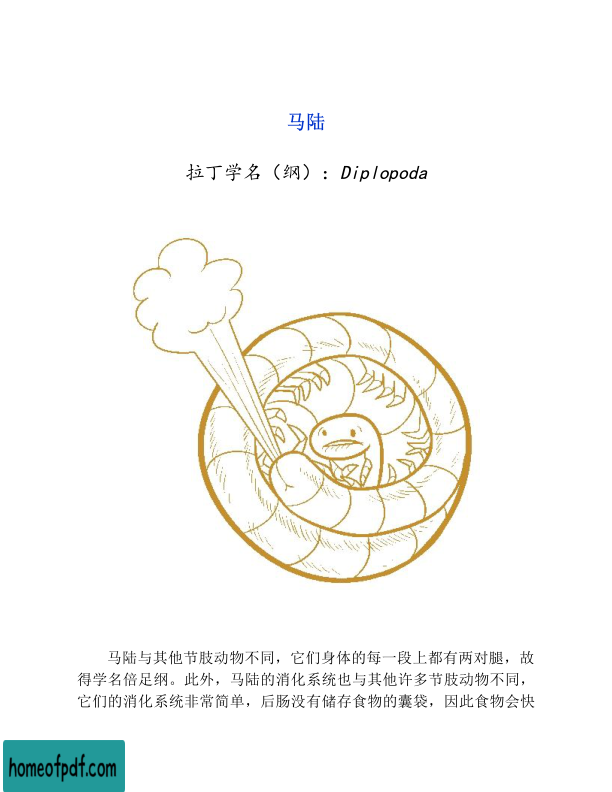 马陆
拉丁学名（纲）：Diplopoda
马陆与其他节肢动物不同，它们身体的每一段上都有两对腿，故
得学名倍足纲。此外，马陆的消化系统也与其他许多节肢动物不同，
它们的消化系统非常简单，后肠没有储存食物的囊袋，因此食物会快
homeofpdf.com